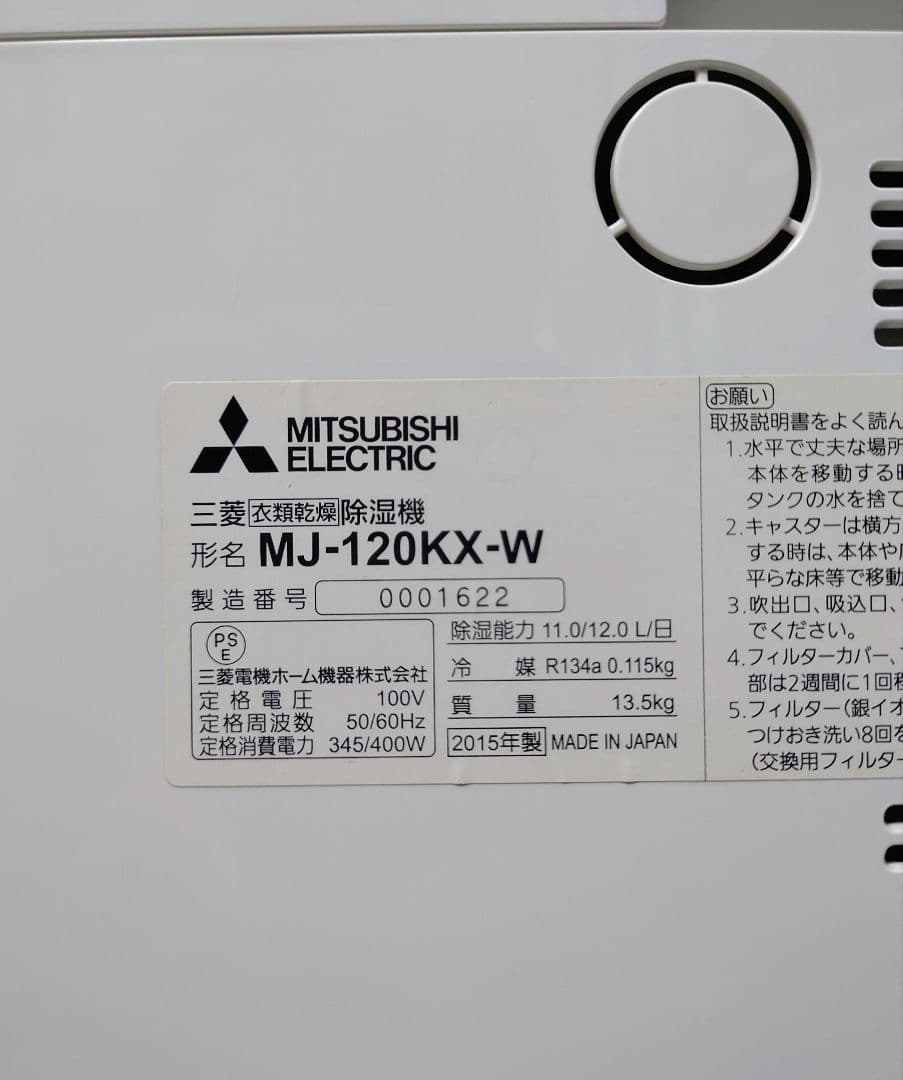 MITSUBISHI
ELECTRIC
三菱衣類乾燥除湿機
形名 MJ-120KX-W
製造番号 0001622
PS
E
三菱電機ホーム機器株式会社
定格電圧 100V
定格周波数 50/60Hz
定格消費電力 345/400W
除湿能力 11.0/12.0 L/日
冷媒 R134a 0.115kg
質量 13.5kg
2015年製 MADE IN JAPAN
お願い
取扱説明書をよく読ん
1.水平で丈夫な場所
本体を移動する時
タンクの水を捨て
2.キャスターは横方
する時は、本体や
平らな床等で移動
3.吹出口、吸込口、
でください。
4.フィルターカバー、
部は2週間に1回程
5.フィルター(銀イオ
つけおき洗い8回を
(交換用フィルター